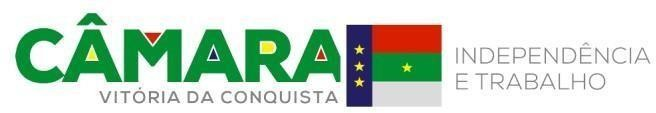 CÂMARA
VITÓRIA DA CONQUISTA
INDEPENDÊNCIA
E TRABALHO